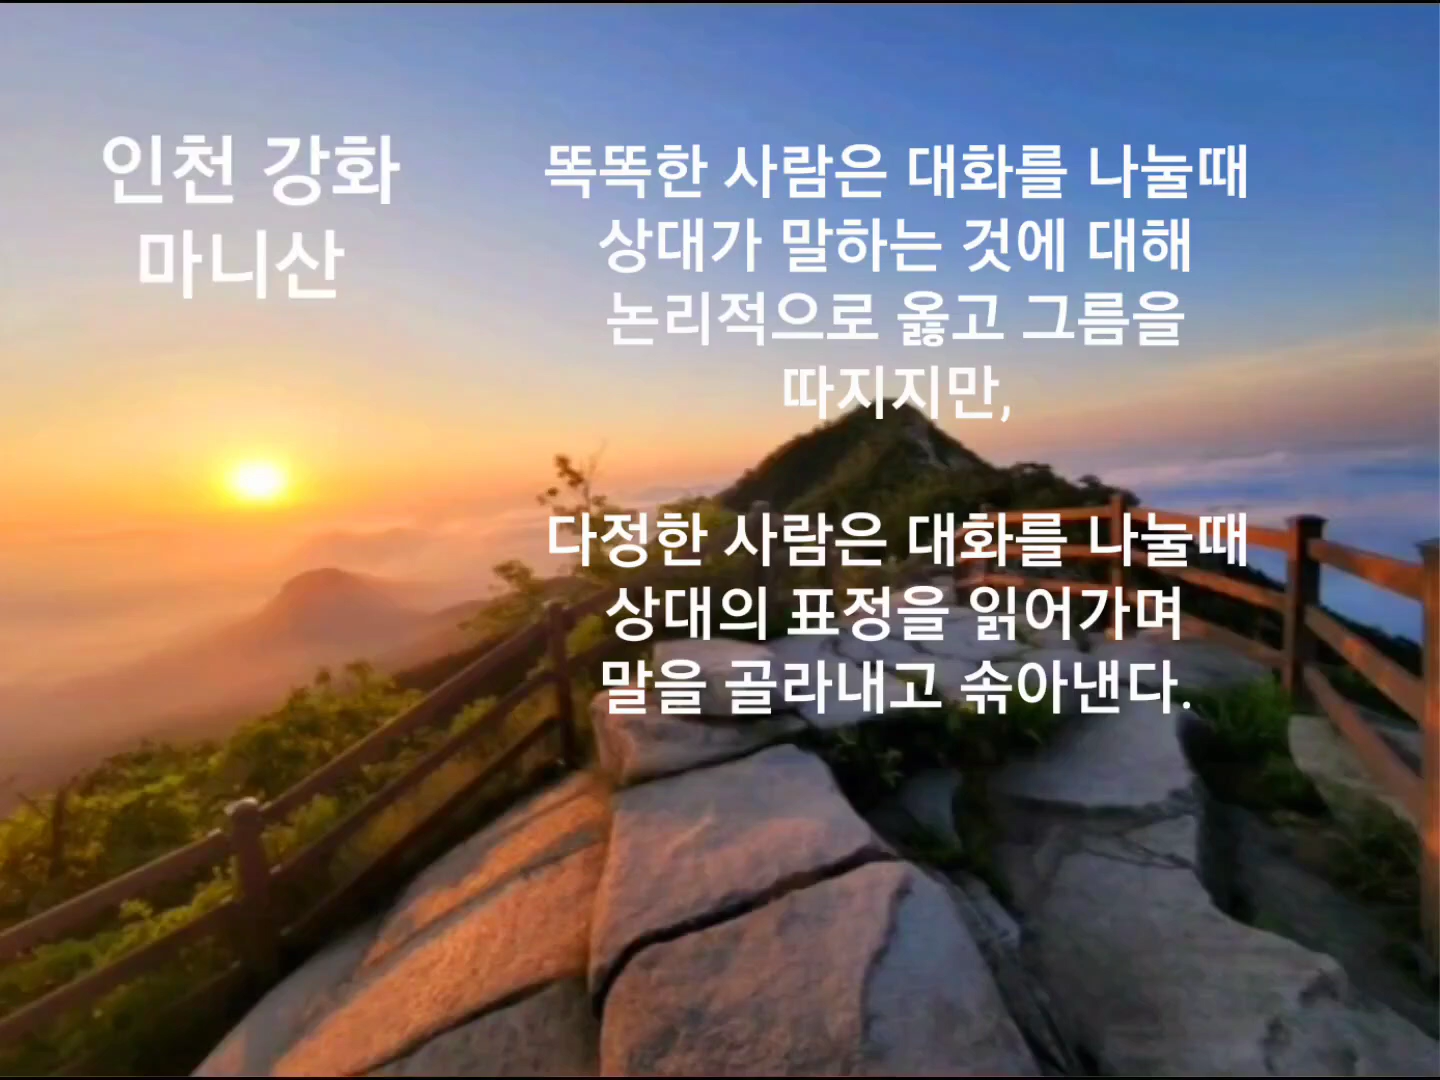 인천 강화
마니산
똑똑한 사람은 대화를 나눌때
상대가 말하는 것에 대해
논리적으로 옳고 그름을
따지지만,
다정한 사람은 대화를 나눌때
상대의 표정을 읽어가며
말을 골라내고 솎아낸다.